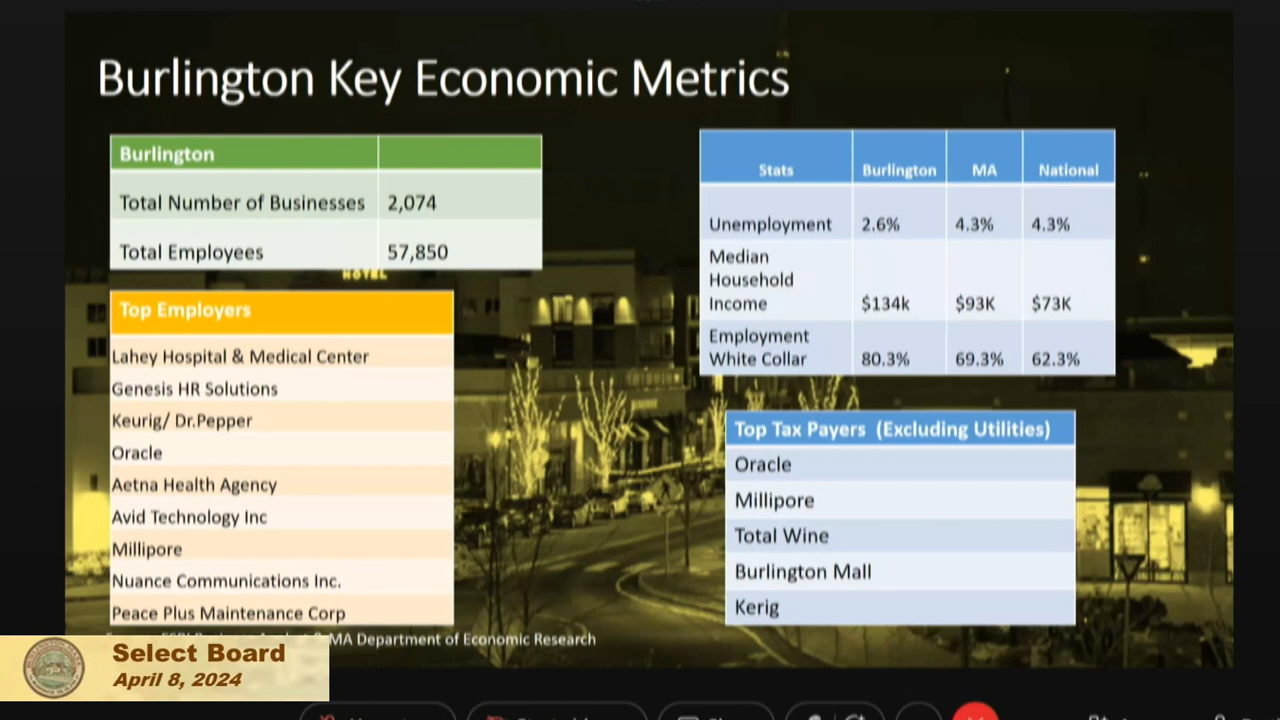 Burlington Key Economic Metrics
Burlington
Total Number of Businesses 2,074
Total Employees 57,850
HOTEL
Top Employers
Lahey Hospital & Medical Center
Genesis HR Solutions
Keurig/ Dr.Pepper
Oracle
Aetna Health Agency
Avid Technology Inc
Millipore
Nuance Communications Inc.
Peace Plus Maintenance Corp
Stats Burlington MA National
Unemployment 2.6% 4.3% 4.3%
Median
Household
Income $134k $93K $73K
Employment
White Collar 80.3% 69.3% 62.3%
Top Tax Payers (Excluding Utilities)
Oracle
Millipore
Total Wine
Burlington Mall
Kerig
MA Department of Economic Research
Select Board
April 8, 2024